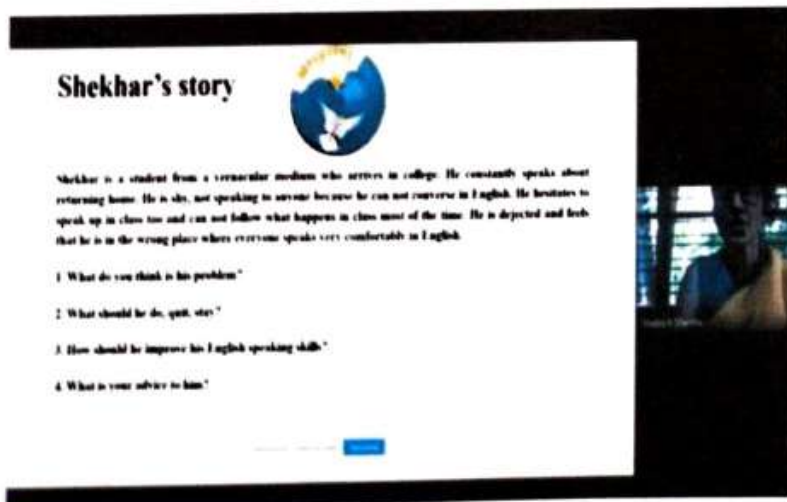 Shekhar's story
Shekhar is a student from a vernacular medium who arrives in college. He constantly speaks about
returning home. He is shy, not speaking to anyone because he can not converse in English. He hesitates to
speak up in class too and can not follow what happens in class most of the time. He is dejected and feels
that he is in the wrong place where everyone speaks very comfortably in English.
1 What do you think is his problem?
2 What should he do, quit, stay?
3. How should he improve his English speaking skills?
4. What is your advice to him?